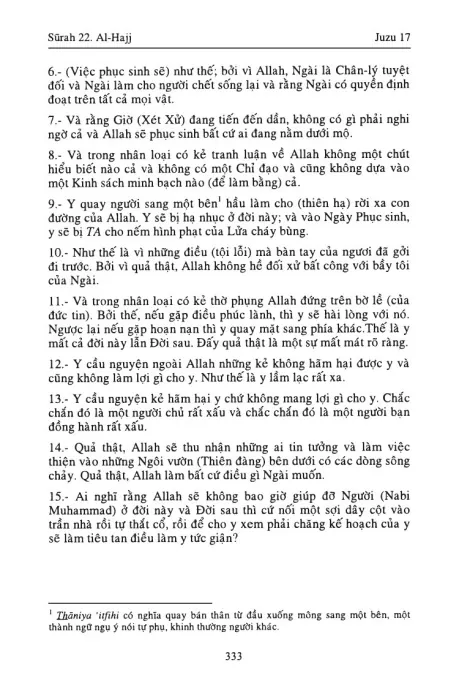 Sūrah 22. Al-Hajj
Juzu 17
6.- (Việc phục sinh sẽ) như thế; bởi vì Allah, Ngài là Chân-lý tuyệt
đối và Ngài làm cho người chết sống lại và rằng Ngài có quyền định
đoạt trên tất cả mọi vật.
7.- Và rằng Giờ (Xét Xử) đang tiến đến dần, không có gì phải nghi
ngờ cả và Allah sẽ phục sinh bất cứ ai đang nằm dưới mộ.
8.- Và trong nhân loại có kẻ tranh luận về Allah không một chút
hiểu biết nào cả và không có một Chỉ đạo và cũng không dựa vào
một Kinh sách minh bạch nào (để làm bằng) cả.
9.- Y quay người sang một bên¹ hầu làm cho (thiên hạ) rời xa con
đường của Allah. Y sẽ bị hạ nhục ở đời này; và vào Ngày Phục sinh,
y sẽ bị TA cho nếm hình phạt của Lửa cháy bùng.
10.- Như thế là vì những điều (tội lỗi) mà bàn tay của ngươi đã gởi
đi trước. Bởi vì quả thật, Allah không hề đối xử bất công với bầy tôi
của Ngài.
11.- Và trong nhân loại có kẻ thờ phụng Allah đứng trên bờ lề (của
đức tin). Bởi thế, nếu gặp điều phúc lành, thì y sẽ hài lòng với nó.
Ngược lại nếu gặp hoạn nạn thì y quay mặt sang phía khác.Thế là y
mất cả đời này lẫn Đời sau. Đấy quả thật là một sự mất mát rõ ràng.
12.- Y cầu nguyện ngoài Allah những kẻ không hãm hại được y và
cũng không làm lợi gì cho y. Như thế là y lầm lạc rất xa.
13.- Y cầu nguyện kẻ hãm hại y chứ không mang lợi gì cho y. Chắc
chắn đó là một người chủ rất xấu và chắc chắn đó là một người bạn
đồng hành rất xấu.
14.- Quả thật, Allah sẽ thu nhận những ai tin tưởng và làm việc
thiện vào những Ngôi vườn (Thiên đàng) bên dưới có các dòng sông
chảy. Quả thật, Allah làm bất cứ điều gì Ngài muốn.
15.- Ai nghĩ rằng Allah sẽ không bao giờ giúp đỡ Người (Nabi
Muhammad) ở đời này và Đời sau thì cứ nối một sợi dây cột vào
trần nhà rồi tự thắt cổ, rồi để cho y xem phải chăng kế hoạch của y
sẽ làm tiêu tan điều làm y tức giận?
¹ Thāniya ‘itfihi có nghĩa quay bán thân từ đầu xuống mông sang một bên, một
thành ngữ ngụ ý nói tự phụ, khinh thường người khác.
333